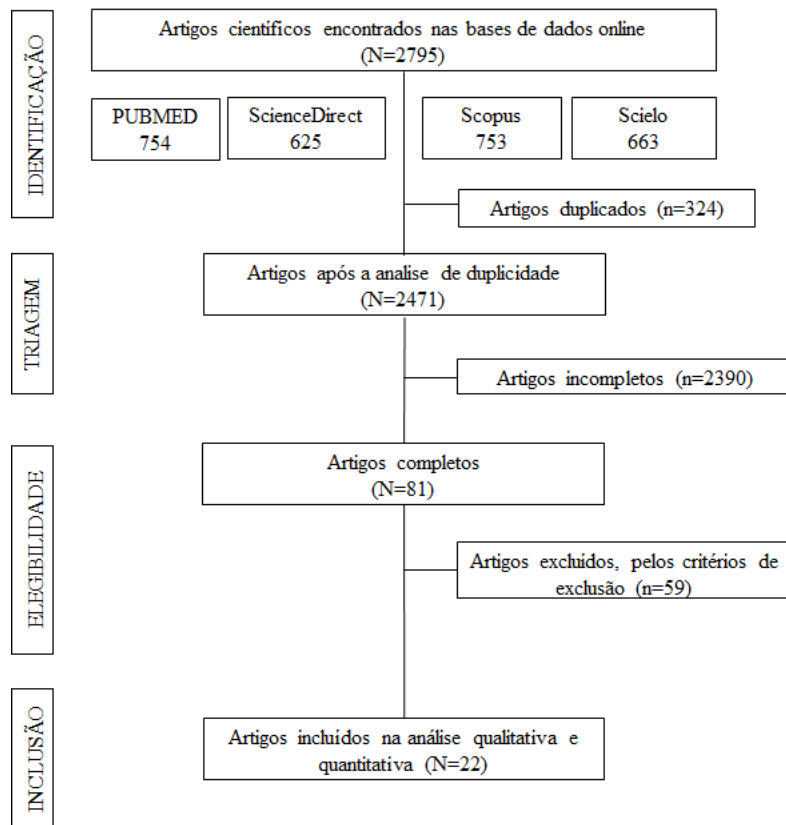 IDENTIFICAÇÃO
Artigos científicos encontrados nas bases de dados online
(N=2795)
PUBMED
754
ScienceDirect
625
Scopus
753
Scielo
663
Artigos duplicados (n=324)
TRIAGEM
Artigos após a analise de duplicidade
(N=2471)
Artigos incompletos (n=2390)
ELEGIBILIDADE
Artigos completos
(N=81)
Artigos excluidos, pelos critérios de
exclusão (n=59)
INCLUSÃO
Artigos incluídos na análise qualitativa e
quantitativa (N=22)